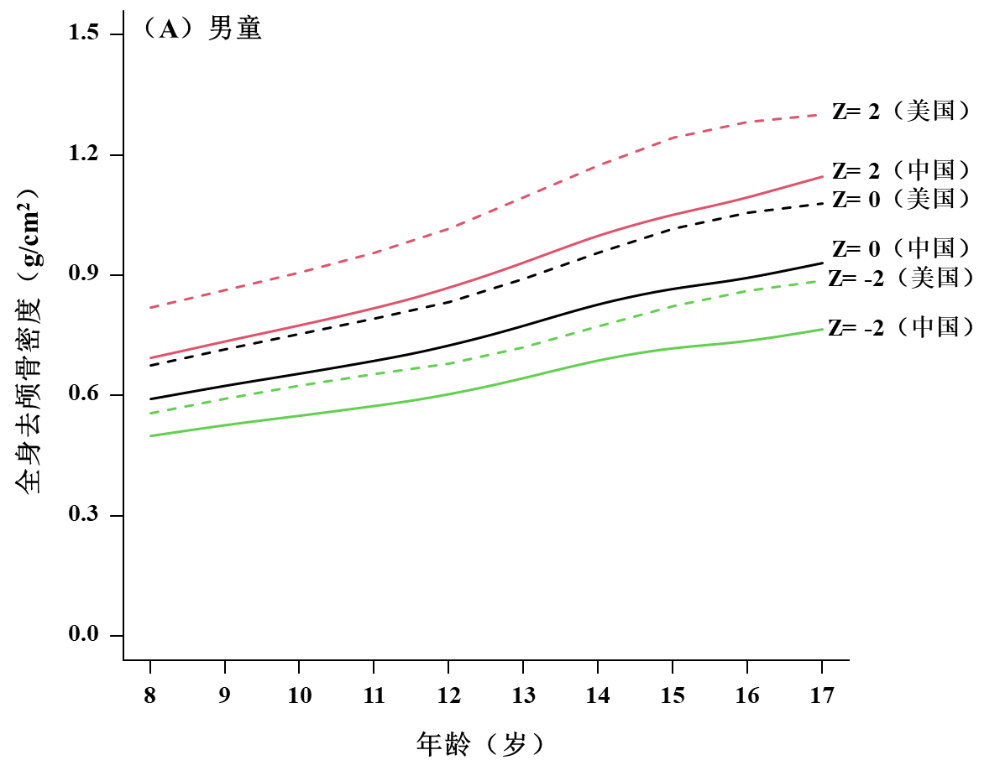 （A）男童
1.5
1.2
0.9
0.6
0.3
0.0
全身去颅骨密度（g/cm²）
Z= 2（美国）
Z= 2（中国）
Z= 0（美国）
Z= 0（中国）
Z= -2（美国）
Z= -2（中国）
8 9 10 11 12 13 14 15 16 17
年龄（岁）